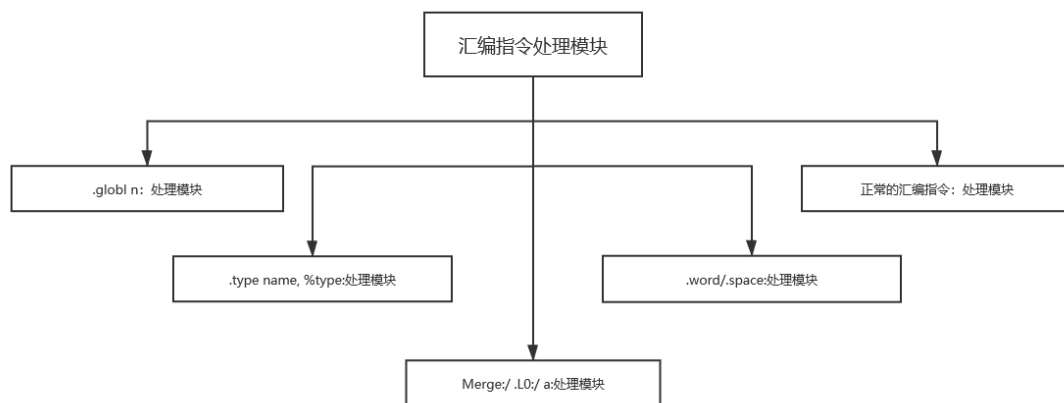 汇编指令处理模块
.globl n：处理模块
正常的汇编指令：处理模块
.type name, %type:处理模块
.word/.space:处理模块
Merge:/ .L0:/ a:处理模块